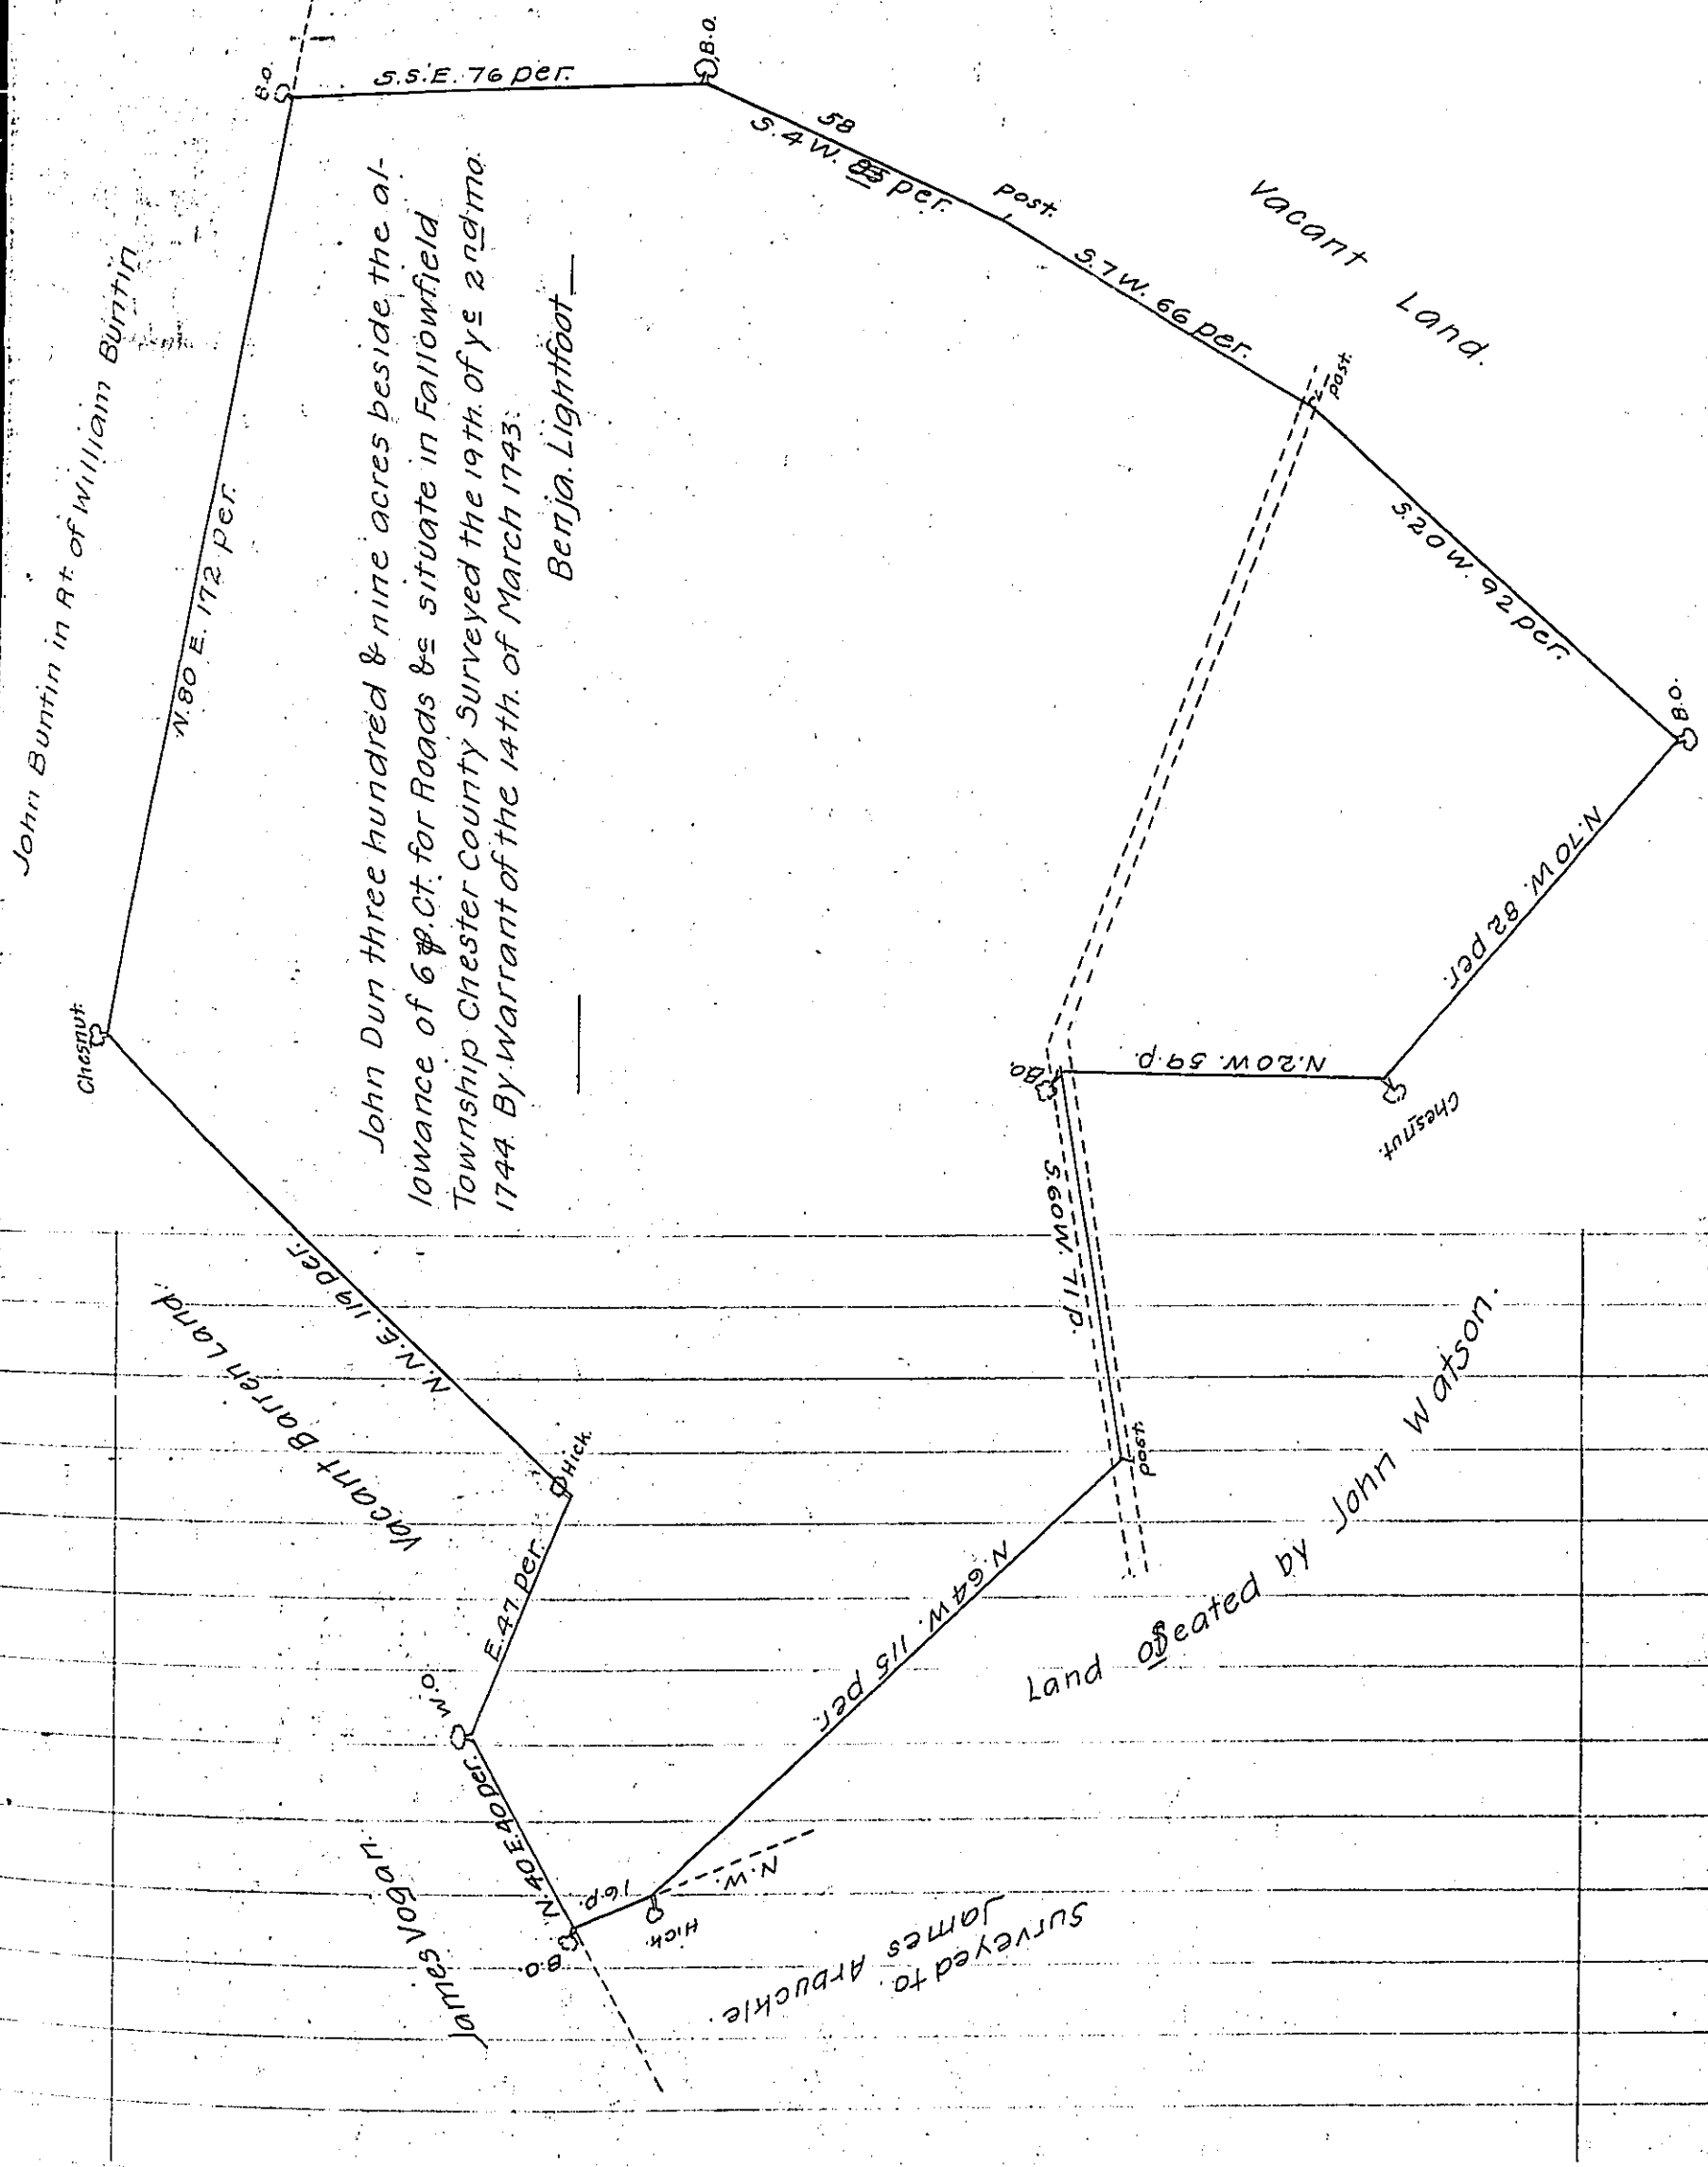 John Buntin in Rt. of William Buntin
N.80 E. 172 per.
B.O.
S.S.E. 76 per.
B.O.
58
S.4 W. 85 per.
post.
S.7 W. 66 per.
Vacant Land.
post.
S.20 W. 92 per.
B.O.
N.70 W. 82 per.
Chesnut.
N.20 W. 59 p.
B.O.
S.60 W. 71 p.
post.
Land of Seated by John Watson.
N.64 W. 115 per.
Hick.
N.W.
Surveyed to
James Arbuckle.
16 p.
B.O.
N.40 E. 40 per.
James Vogan.
W.O.
E. 47 per.
Hick.
Vacant Barren Land.
N.N.E. 119 per.
Chesnut.
John Dun three hundred & nine acres beside the al-
lowance of 6 ⅌. Ct. for Roads &c situate in Fallowfield
Township Chester County Surveyed the 19th. of ye 2nd mo.
1744. By Warrant of the 14th. of March 1743.
Benja. Lightfoot